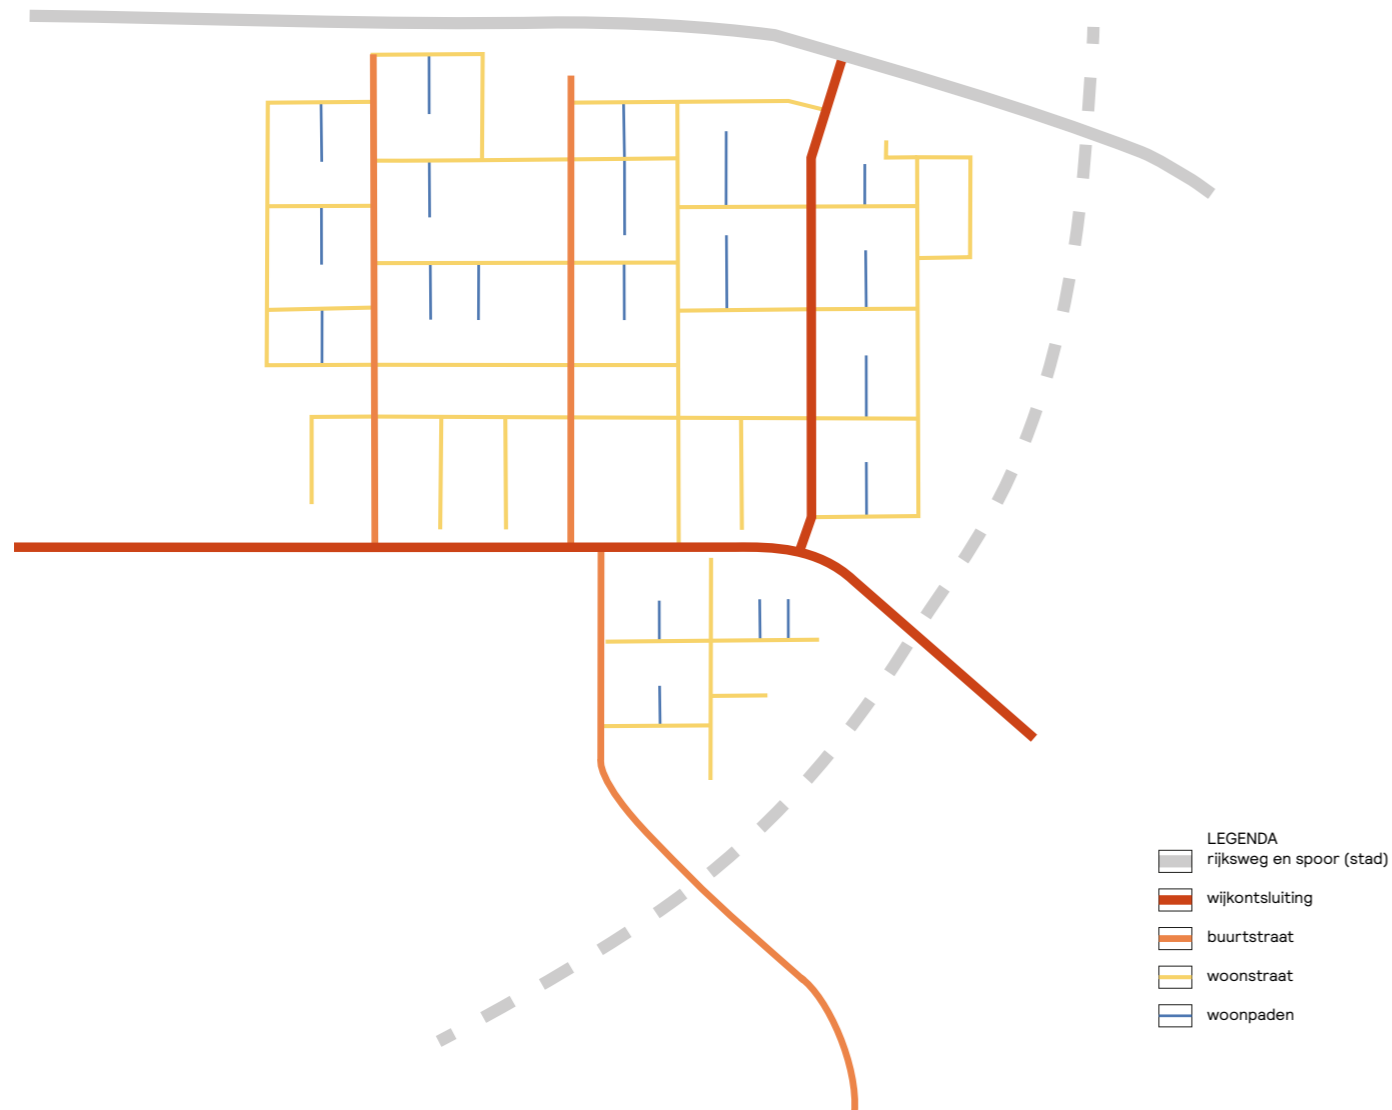 LEGENDA
rijksweg en spoor (stad)
wijkontsluiting
buurtstraat
woonstraat
woonpaden